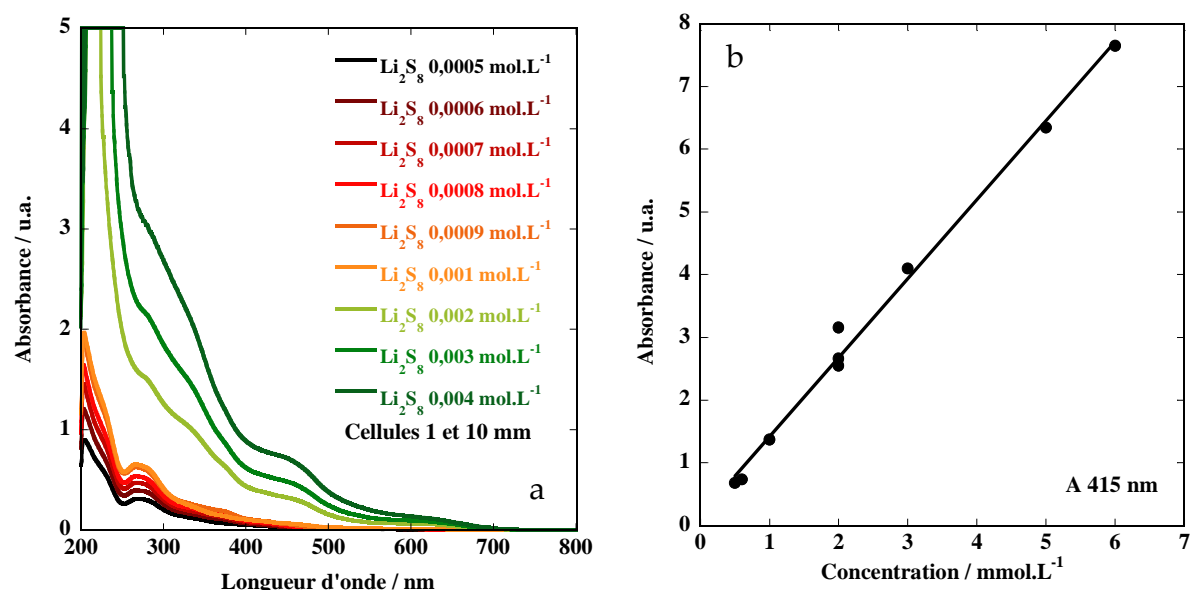 5
4
3
2
1
0
Absorbance / u.a.
200 300 400 500 600 700 800
Longueur d'onde / nm
Li₂S₈ 0,0005 mol.L⁻¹
Li₂S₈ 0,0006 mol.L⁻¹
Li₂S₈ 0,0007 mol.L⁻¹
Li₂S₈ 0,0008 mol.L⁻¹
Li₂S₈ 0,0009 mol.L⁻¹
Li₂S₈ 0,001 mol.L⁻¹
Li₂S₈ 0,002 mol.L⁻¹
Li₂S₈ 0,003 mol.L⁻¹
Li₂S₈ 0,004 mol.L⁻¹
Cellules 1 et 10 mm
a
8
7
6
5
4
3
2
1
0
Absorbance / u.a.
b
A 415 nm
0 1 2 3 4 5 6 7
Concentration / mmol.L⁻¹